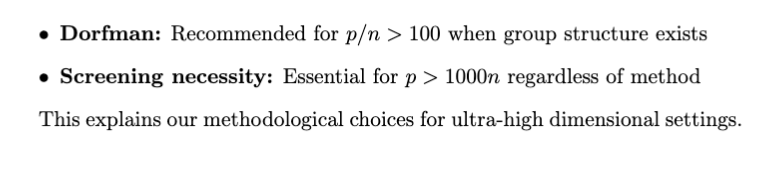 • Dorfman: Recommended for p/n > 100 when group structure exists
• Screening necessity: Essential for p > 1000n regardless of method
This explains our methodological choices for ultra-high dimensional settings.